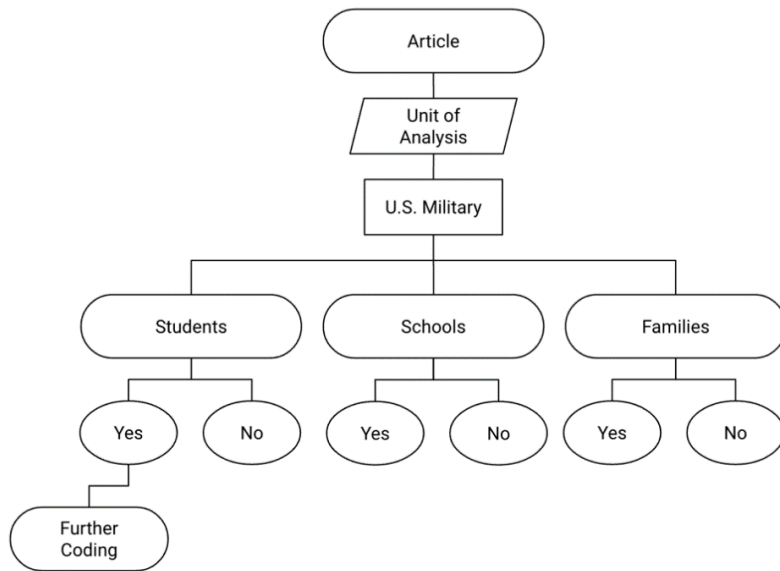 Article
Unit of
Analysis
U.S. Military
Students
Schools
Families
Yes
No
Yes
No
Yes
No
Further
Coding